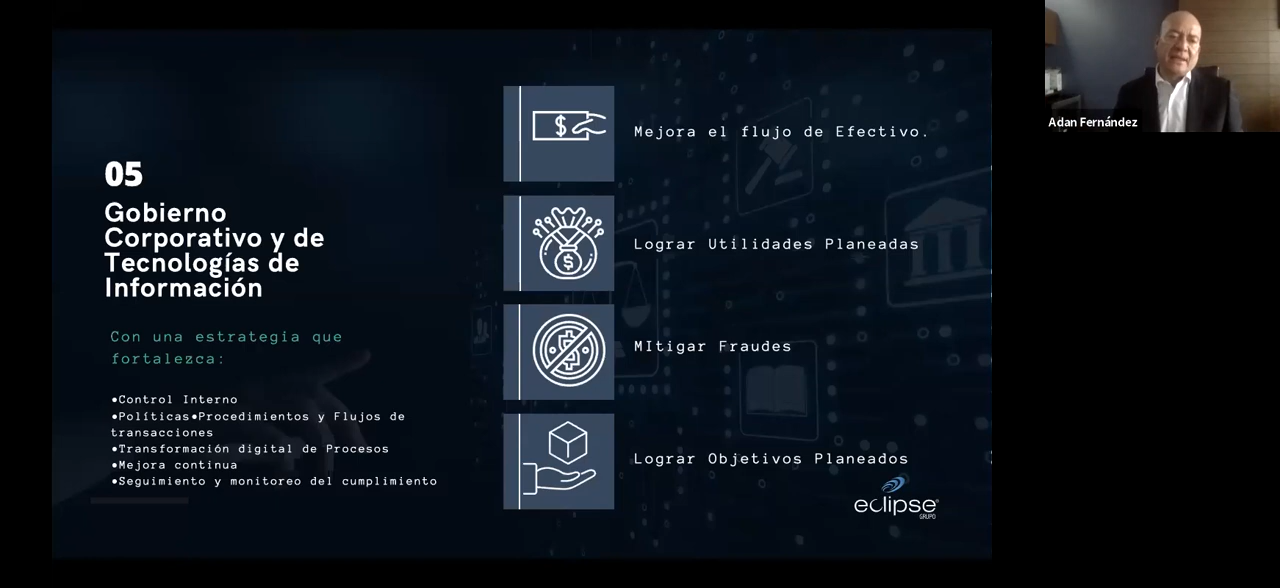 05
Gobierno
Corporativo y de
Tecnologías de
Información
Con una estrategia que
fortalezca:
•Control Interno
•Políticas•Procedimientos y Flujos de
transacciones
•Transformación digital de Procesos
•Mejora continua
•Seguimiento y monitoreo del cumplimiento
$
Mejora el flujo de Efectivo.
$
Lograr Utilidades Planeadas
MItigar Fraudes
Lograr Objetivos Planeados
eclipse®
GRUPO
Adan Fernández